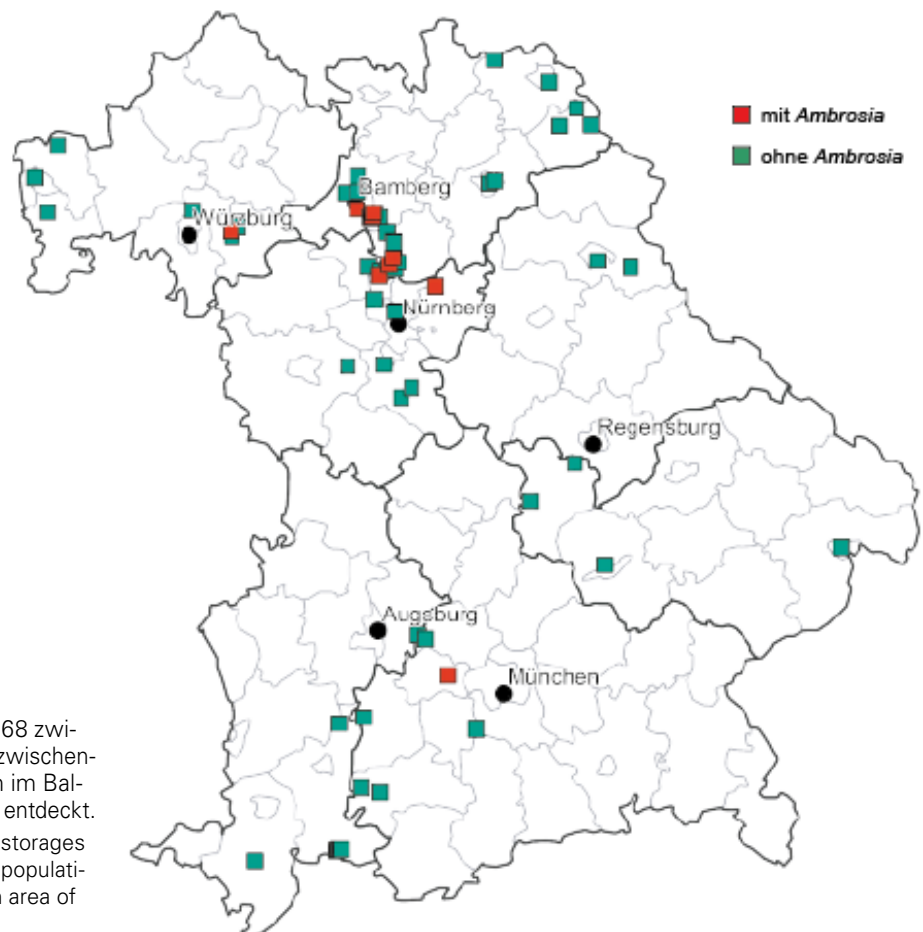 mit Ambrosia
ohne Ambrosia
Bamberg
Würzburg
Nürnberg
Regensburg
Augsburg
München
68 zwi-
zwischen-
n im Bal-
entdeckt.
storages
populati-
area of